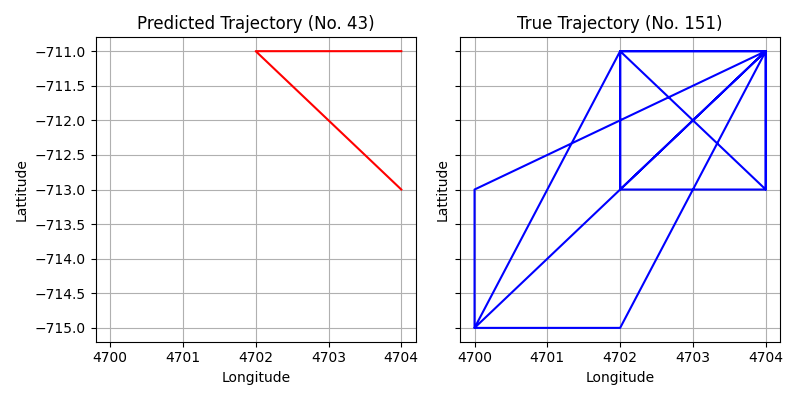 Predicted Trajectory (No. 43)
True Trajectory (No. 151)
Lattitude
−711.0
−711.5
−712.0
−712.5
−713.0
−713.5
−714.0
−714.5
−715.0
4700 4701 4702 4703 4704
Longitude
Lattitude
4700 4701 4702 4703 4704
Longitude